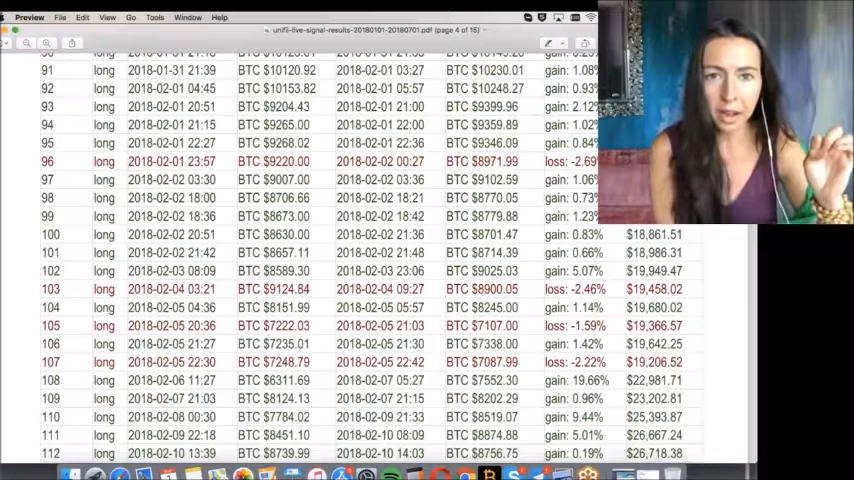 Preview File Edit View Go Tools Window Help
unifii-live-signal-results-20180101-20180701.pdf (page 4 of 15)
91 long 2018-01-31 21:39 BTC $10120.92 2018-02-01 03:27 BTC $10230.01 gain: 1.08%
92 long 2018-02-01 04:45 BTC $10153.82 2018-02-01 05:57 BTC $10248.27 gain: 0.93%
93 long 2018-02-01 20:51 BTC $9204.43 2018-02-01 21:00 BTC $9399.96 gain: 2.12%
94 long 2018-02-01 21:15 BTC $9265.00 2018-02-01 22:00 BTC $9359.89 gain: 1.02%
95 long 2018-02-01 22:27 BTC $9268.02 2018-02-01 22:36 BTC $9346.09 gain: 0.84%
96 long 2018-02-01 23:57 BTC $9220.00 2018-02-02 00:27 BTC $8971.99 loss: -2.69
97 long 2018-02-02 03:30 BTC $9007.00 2018-02-02 03:36 BTC $9102.59 gain: 1.06%
98 long 2018-02-02 18:00 BTC $8706.66 2018-02-02 18:21 BTC $8770.05 gain: 0.73%
99 long 2018-02-02 18:36 BTC $8673.00 2018-02-02 18:42 BTC $8779.88 gain: 1.23%
100 long 2018-02-02 20:51 BTC $8630.00 2018-02-02 21:36 BTC $8701.47 gain: 0.83% $18,861.51
101 long 2018-02-02 21:42 BTC $8657.11 2018-02-02 21:48 BTC $8714.39 gain: 0.66% $18,986.31
102 long 2018-02-03 08:09 BTC $8589.30 2018-02-03 23:06 BTC $9025.03 gain: 5.07% $19,949.47
103 long 2018-02-04 03:21 BTC $9124.84 2018-02-04 09:27 BTC $8900.05 loss: -2.46% $19,458.02
104 long 2018-02-05 04:36 BTC $8151.99 2018-02-05 05:57 BTC $8245.00 gain: 1.14% $19,680.02
105 long 2018-02-05 20:36 BTC $7222.03 2018-02-05 21:03 BTC $7107.00 loss: -1.59% $19,366.57
106 long 2018-02-05 21:27 BTC $7235.01 2018-02-05 21:30 BTC $7338.00 gain: 1.42% $19,642.25
107 long 2018-02-05 22:30 BTC $7248.79 2018-02-05 22:42 BTC $7087.99 loss: -2.22% $19,206.52
108 long 2018-02-06 11:27 BTC $6311.69 2018-02-07 05:27 BTC $7552.30 gain: 19.66% $22,981.71
109 long 2018-02-07 21:03 BTC $8124.13 2018-02-07 21:15 BTC $8202.29 gain: 0.96% $23,202.81
110 long 2018-02-08 00:30 BTC $7784.02 2018-02-09 21:33 BTC $8519.07 gain: 9.44% $25,393.87
111 long 2018-02-09 22:18 BTC $8451.10 2018-02-10 08:09 BTC $8874.88 gain: 5.01% $26,667.24
112 long 2018-02-10 13:39 BTC $8739.99 2018-02-10 14:03 BTC $8756.75 gain: 0.19% $26,718.38